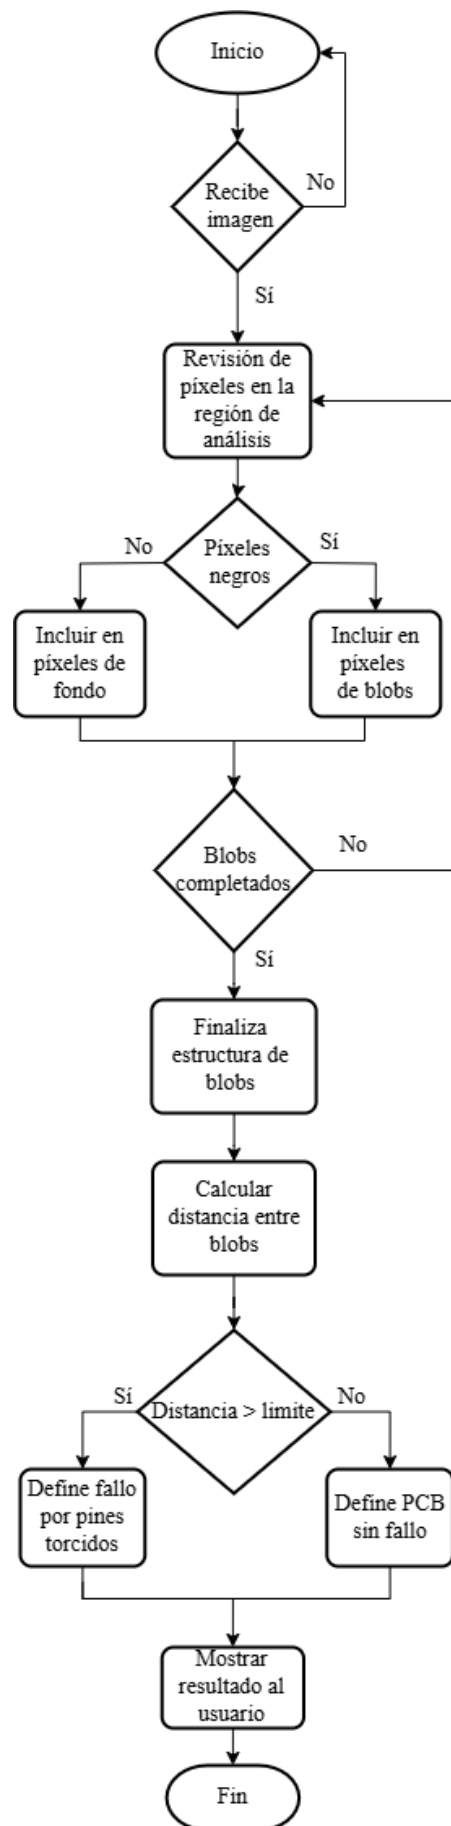 Inicio
Recibe
imagen
No
Sí
Revisión de
píxeles en la
región de
análisis
No
Píxeles
negros
Sí
Incluir en
píxeles de
fondo
Incluir en
píxeles
de blobs
Blobs
completados
No
Sí
Finaliza
estructura de
blobs
Calcular
distancia entre
blobs
Sí
Distancia > limite
No
Define fallo
por pines
torcidos
Define PCB
sin fallo
Mostrar
resultado al
usuario
Fin